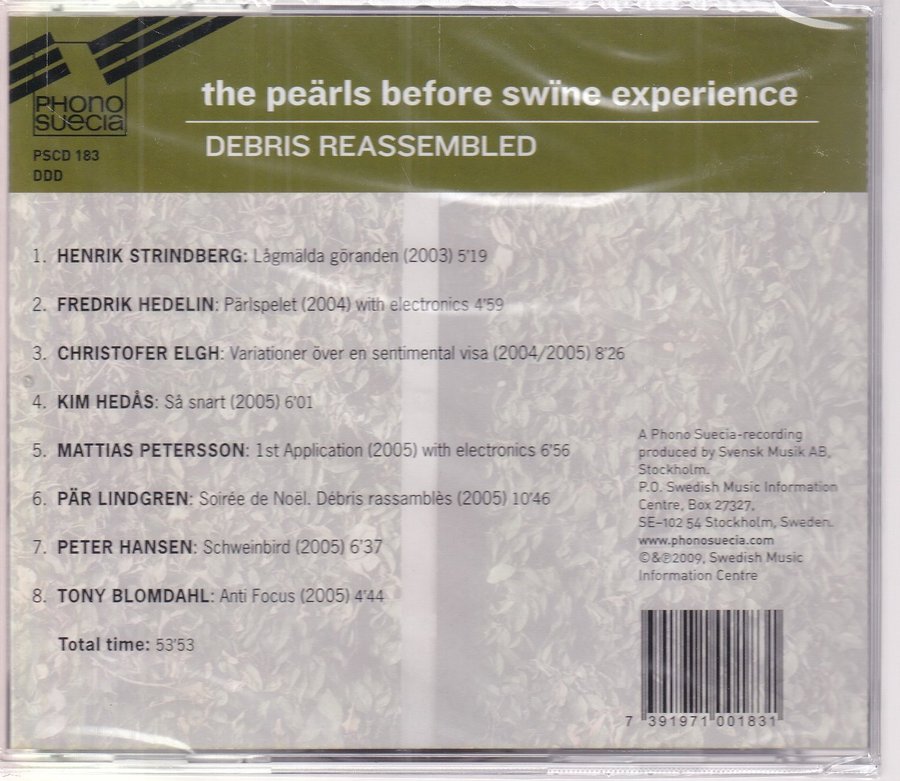 PHONO
SUECIA
PSCD 183
DDD
the peärls before swïne experience
DEBRIS REASSEMBLED
1. HENRIK STRINDBERG: Lågmälda göranden (2003) 5'19
2. FREDRIK HEDELIN: Pärlspelet (2004) with electronics 4'59
3. CHRISTOFER ELGH: Variationer över en sentimental visa (2004/2005) 8'26
4. KIM HEDÅS: Så snart (2005) 6'01
5. MATTIAS PETERSSON: 1st Application (2005) with electronics 6'56
6. PÄR LINDGREN: Soirée de Noël. Débris rassamblès (2005) 10'46
7. PETER HANSEN: Schweinbird (2005) 6'37
8. TONY BLOMDAHL: Anti Focus (2005) 4'44
Total time: 53'53
A Phono Suecia-recording
produced by Svensk Musik AB,
Stockholm.
P.O. Swedish Music Information
Centre, Box 27327,
SE–102 54 Stockholm, Sweden.
www.phonosuecia.com
©&℗2009, Swedish Music
Information Centre
7 391971 001831